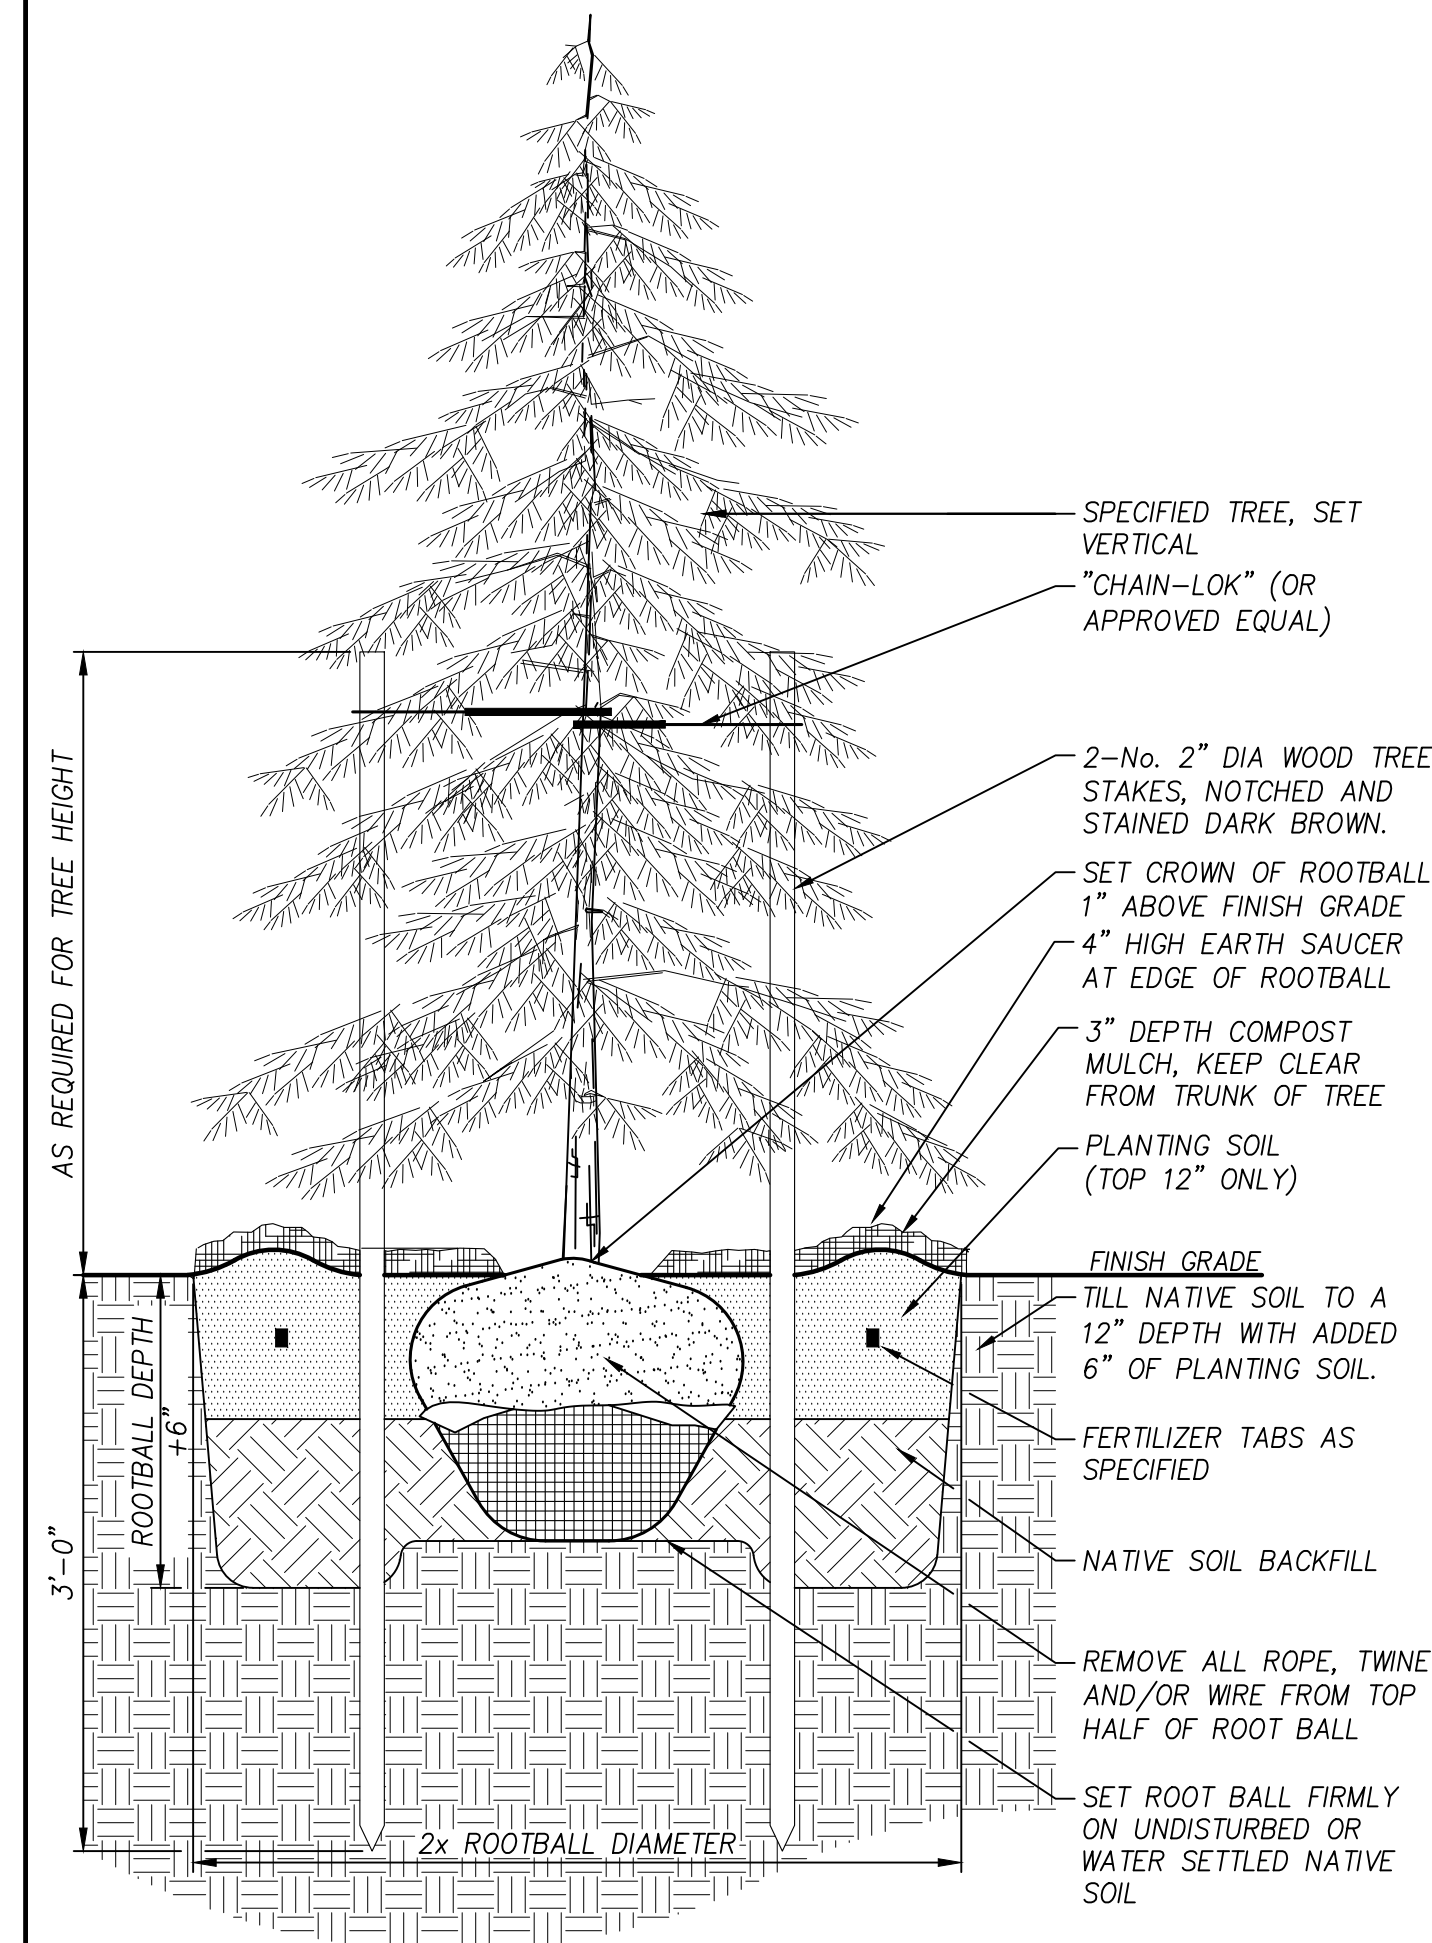 SPECIFIED TREE, SET
VERTICAL
"CHAIN-LOK" (OR
APPROVED EQUAL)
2-No. 2" DIA WOOD TREE
STAKES, NOTCHED AND
STAINED DARK BROWN.
SET CROWN OF ROOTBALL
1" ABOVE FINISH GRADE
4" HIGH EARTH SAUCER
AT EDGE OF ROOTBALL
3" DEPTH COMPOST
MULCH, KEEP CLEAR
FROM TRUNK OF TREE
PLANTING SOIL
(TOP 12" ONLY)
FINISH GRADE
TILL NATIVE SOIL TO A
12" DEPTH WITH ADDED
6" OF PLANTING SOIL.
FERTILIZER TABS AS
SPECIFIED
NATIVE SOIL BACKFILL
REMOVE ALL ROPE, TWINE
AND/OR WIRE FROM TOP
HALF OF ROOT BALL
SET ROOT BALL FIRMLY
ON UNDISTURBED OR
WATER SETTLED NATIVE
SOIL
AS REQUIRED FOR TREE HEIGHT
3'-0"
ROOTBALL DEPTH
+6"
2x ROOTBALL DIAMETER